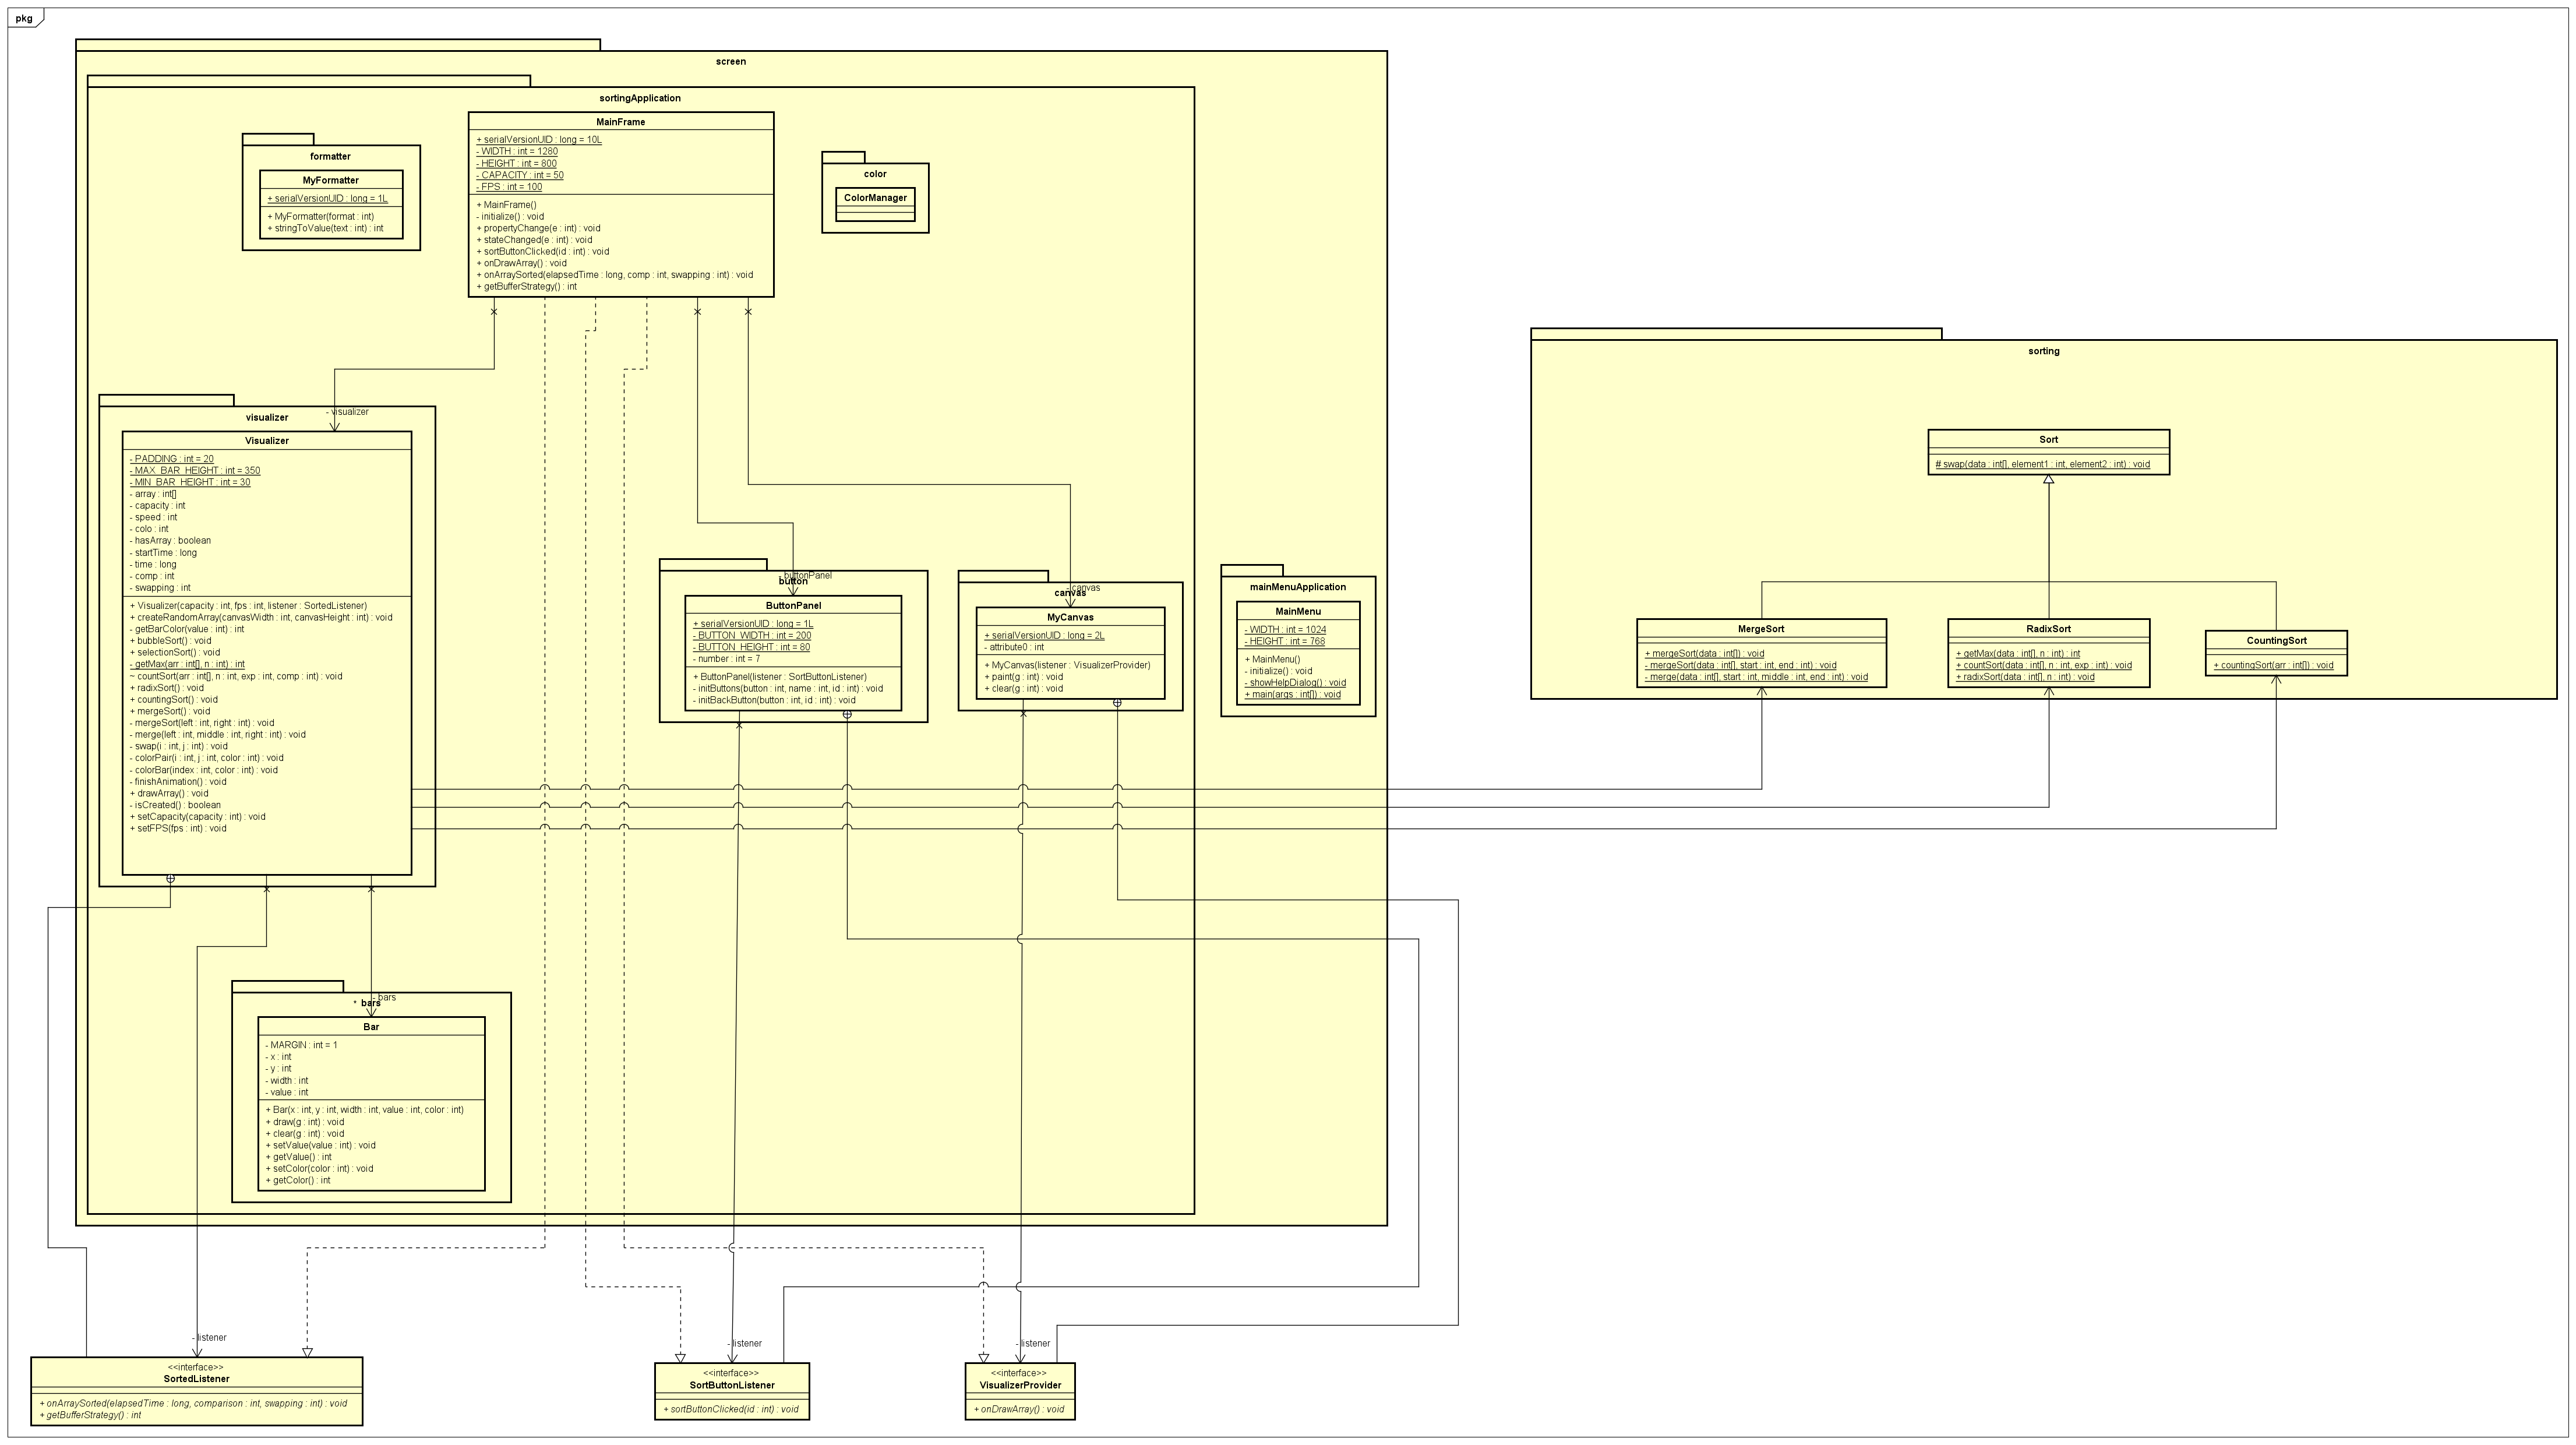 pkg
screen
sortingApplication
formatter
MyFormatter
+ serialVersionUID : long = 1L
+ MyFormatter(format : int)
+ stringToValue(text : int) : int
MainFrame
+ serialVersionUID : long = 10L
- WIDTH : int = 1280
- HEIGHT : int = 800
- CAPACITY : int = 50
- FPS : int = 100
+ MainFrame()
- initialize() : void
+ propertyChange(e : int) : void
+ stateChanged(e : int) : void
+ sortButtonClicked(id : int) : void
+ onDrawArray() : void
+ onArraySorted(elapsedTime : long, comp : int, swapping : int) : void
+ getBufferStrategy() : int
color
ColorManager
- visualizer
visualizer
Visualizer
- PADDING : int = 20
- MAX_BAR_HEIGHT : int = 350
- MIN_BAR_HEIGHT : int = 30
- array : int[]
- capacity : int
- speed : int
- colo : int
- hasArray : boolean
- startTime : long
- time : long
- comp : int
- swapping : int
+ Visualizer(capacity : int, fps : int, listener : SortedListener)
+ createRandomArray(canvasWidth : int, canvasHeight : int) : void
- getBarColor(value : int) : int
+ bubbleSort() : void
+ selectionSort() : void
- getMax(arr : int[], n : int) : int
~ countSort(arr : int[], n : int, exp : int, comp : int) : void
+ radixSort() : void
+ countingSort() : void
+ mergeSort() : void
- mergeSort(left : int, right : int) : void
- merge(left : int, middle : int, right : int) : void
- swap(i : int, j : int) : void
- colorPair(i : int, j : int, color : int) : void
- colorBar(index : int, color : int) : void
- finishAnimation() : void
+ drawArray() : void
- isCreated() : boolean
+ setCapacity(capacity : int) : void
+ setFPS(fps : int) : void
- buttonPanel
button
ButtonPanel
+ serialVersionUID : long = 1L
- BUTTON_WIDTH : int = 200
- BUTTON_HEIGHT : int = 80
- number : int = 7
+ ButtonPanel(listener : SortButtonListener)
- initButtons(button : int, name : int, id : int) : void
- initBackButton(button : int, id : int) : void
- canvas
canvas
MyCanvas
+ serialVersionUID : long = 2L
- attribute0 : int
+ MyCanvas(listener : VisualizerProvider)
+ paint(g : int) : void
+ clear(g : int) : void
mainMenuApplication
MainMenu
- WIDTH : int = 1024
- HEIGHT : int = 768
+ MainMenu()
- initialize() : void
- showHelpDialog() : void
+ main(args : int[]) : void
sorting
Sort
# swap(data : int[], element1 : int, element2 : int) : void
MergeSort
+ mergeSort(data : int[]) : void
- mergeSort(data : int[], start : int, end : int) : void
- merge(data : int[], start : int, middle : int, end : int) : void
RadixSort
+ getMax(data : int[], n : int) : int
+ countSort(data : int[], n : int, exp : int) : void
+ radixSort(data : int[], n : int) : void
CountingSort
+ countingSort(arr : int[]) : void
- bars
* bars
Bar
- MARGIN : int = 1
- x : int
- y : int
- width : int
- value : int
+ Bar(x : int, y : int, width : int, value : int, color : int)
+ draw(g : int) : void
+ clear(g : int) : void
+ setValue(value : int) : void
+ getValue() : int
+ setColor(color : int) : void
+ getColor() : int
- listener
<<interface>>
SortedListener
+ onArraySorted(elapsedTime : long, comparison : int, swapping : int) : void
+ getBufferStrategy() : int
- listener
<<interface>>
SortButtonListener
+ sortButtonClicked(id : int) : void
- listener
<<interface>>
VisualizerProvider
+ onDrawArray() : void